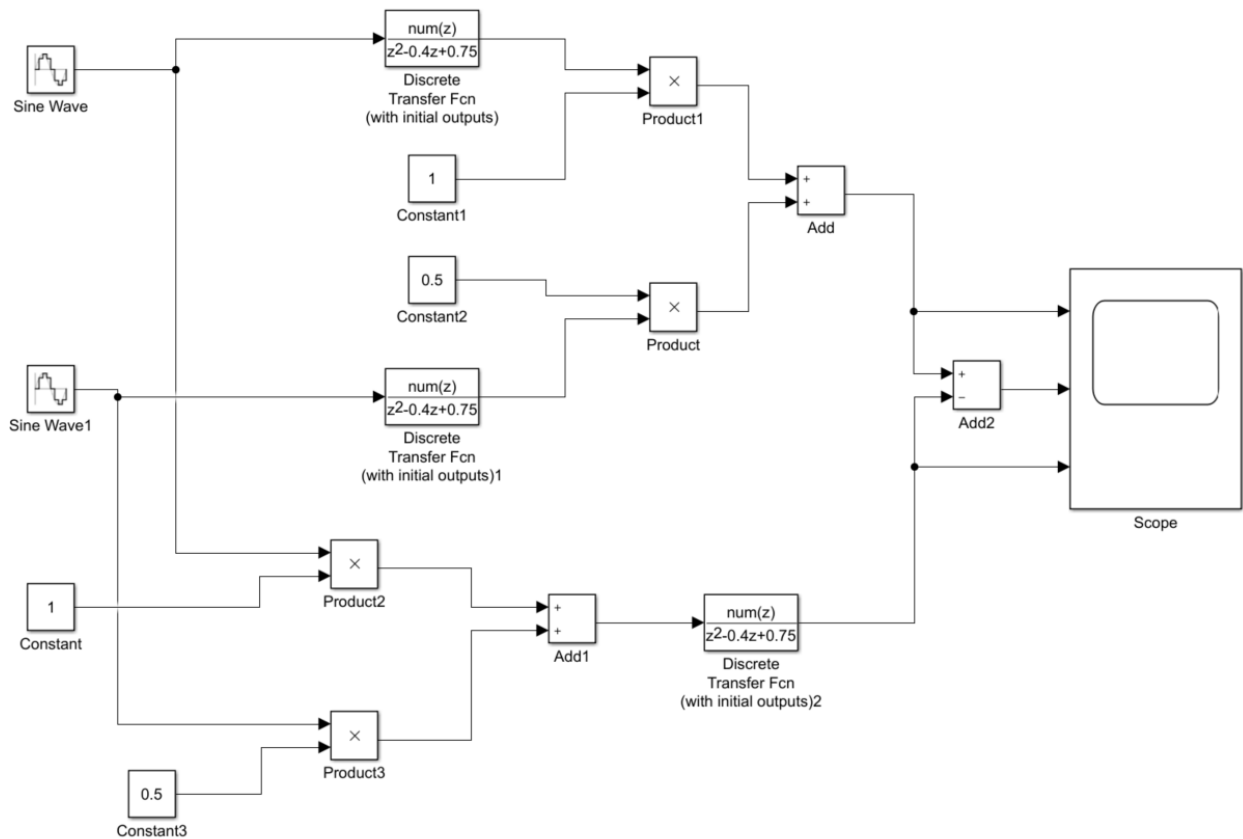 num(z)
z²-0.4z+0.75
Discrete
Transfer Fcn
(with initial outputs)
Sine Wave
×
Product1
1
Constant1
+
+
Add
0.5
Constant2
×
Product
Sine Wave1
num(z)
z²-0.4z+0.75
Discrete
Transfer Fcn
(with initial outputs)1
+
−
Add2
Scope
×
Product2
1
Constant
+
+
Add1
num(z)
z²-0.4z+0.75
Discrete
Transfer Fcn
(with initial outputs)2
×
Product3
0.5
Constant3